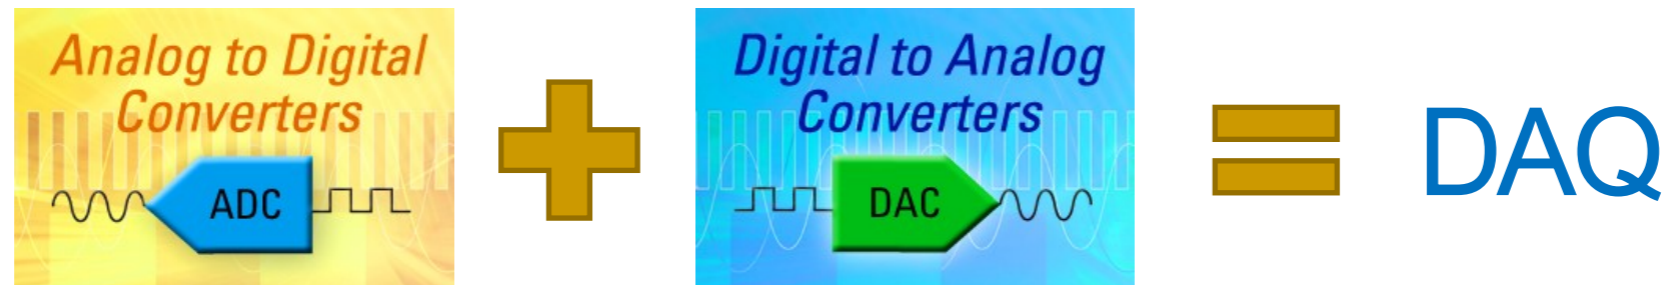 Analog to Digital
Converters
ADC
Digital to Analog
Converters
DAC
DAQ